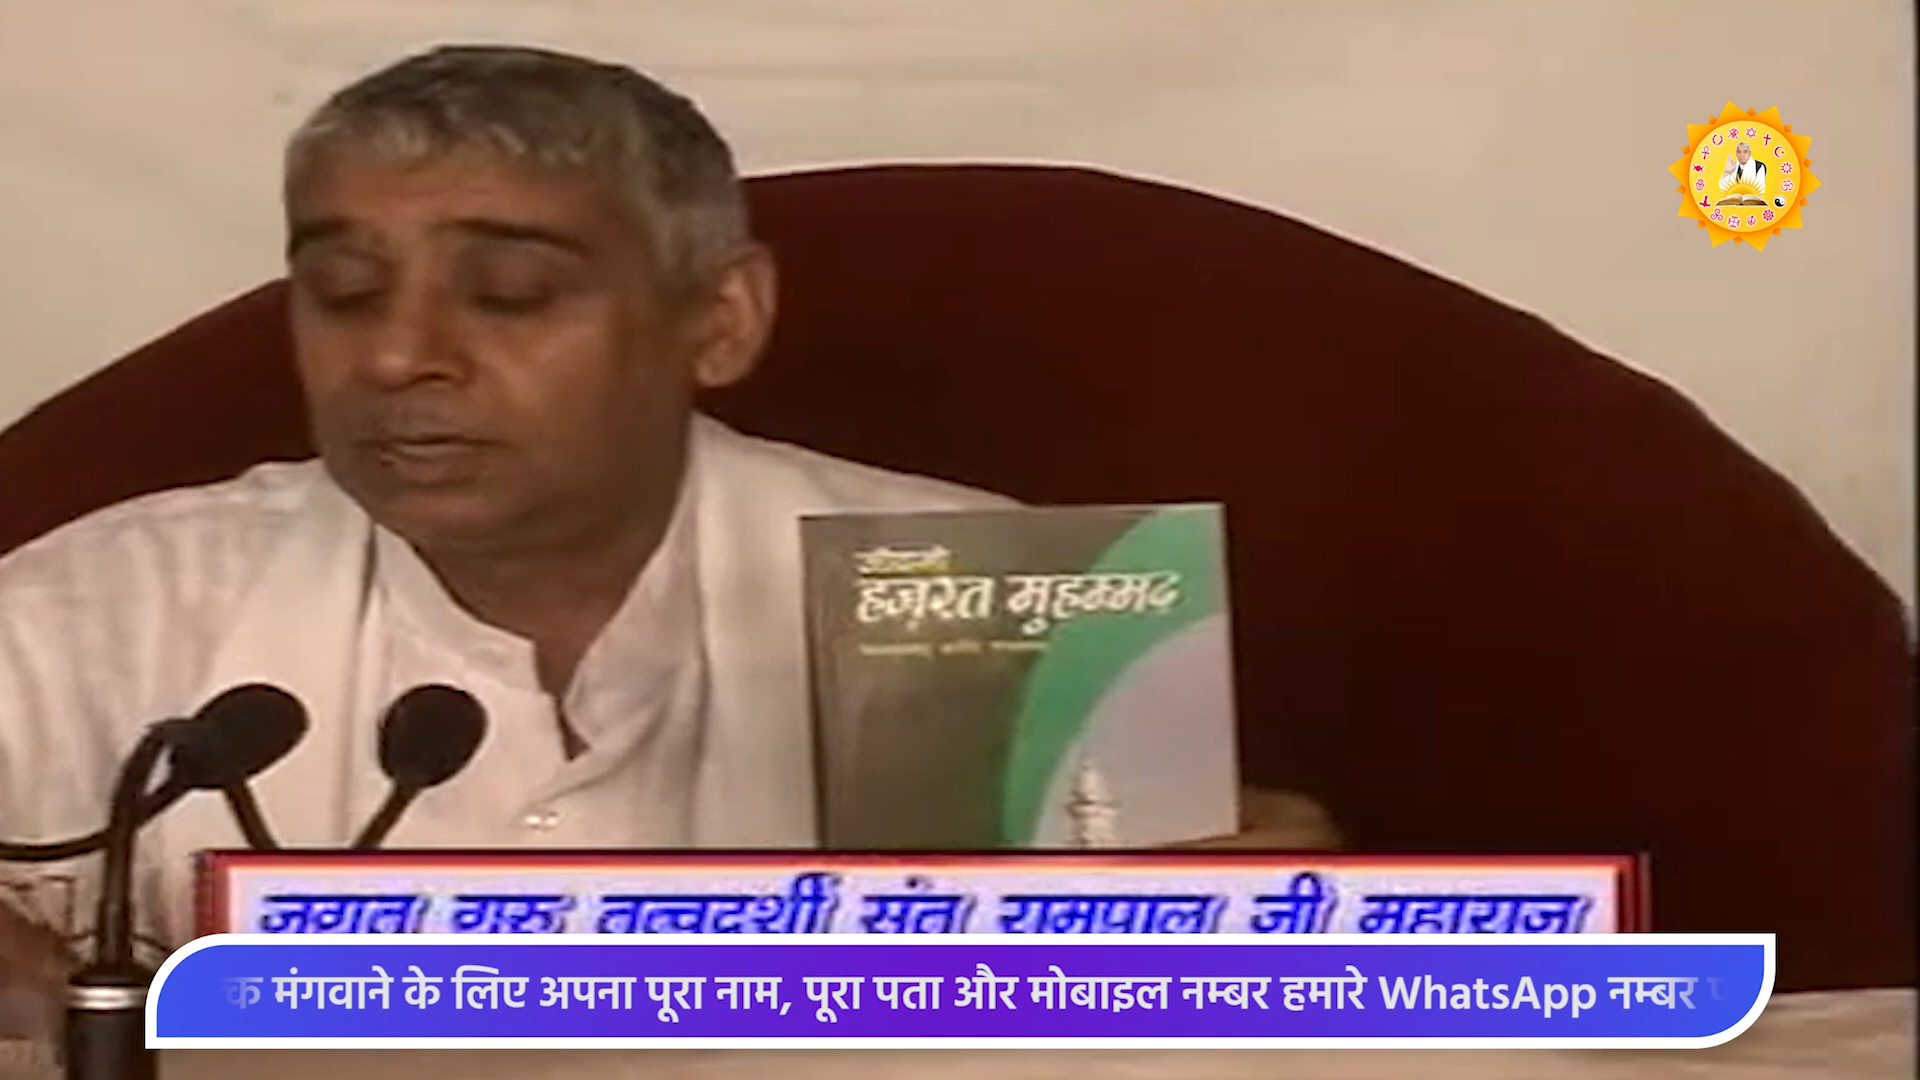 जीवनी
हज़रत मुहम्मद
जगत गुरु तत्वदर्शी संत रामपाल जी महाराज
मंगवाने के लिए अपना पूरा नाम, पूरा पता और मोबाइल नम्बर हमारे WhatsApp नम्बर